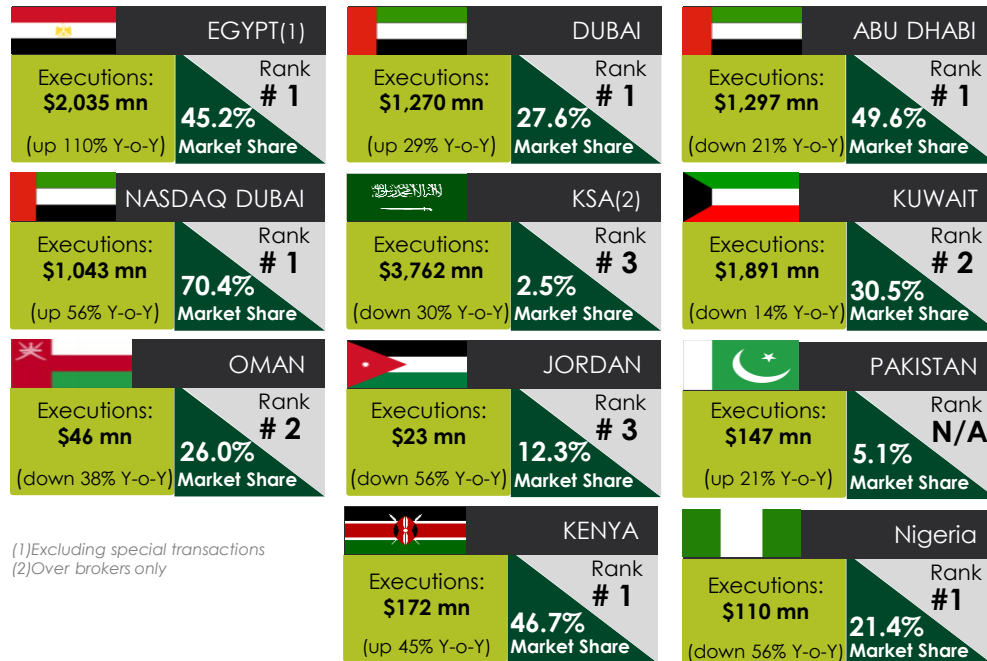 EGYPT(1)
Executions:
$2,035 mn
(up 110% Y-o-Y)
Rank
# 1
45.2%
Market Share
DUBAI
Executions:
$1,270 mn
(up 29% Y-o-Y)
Rank
# 1
27.6%
Market Share
ABU DHABI
Executions:
$1,297 mn
(down 21% Y-o-Y)
Rank
# 1
49.6%
Market Share
NASDAQ DUBAI
Executions:
$1,043 mn
(up 56% Y-o-Y)
Rank
# 1
70.4%
Market Share
KSA(2)
Executions:
$3,762 mn
(down 30% Y-o-Y)
Rank
# 3
2.5%
Market Share
KUWAIT
Executions:
$1,891 mn
(down 14% Y-o-Y)
Rank
# 2
30.5%
Market Share
OMAN
Executions:
$46 mn
(down 38% Y-o-Y)
Rank
# 2
26.0%
Market Share
JORDAN
Executions:
$23 mn
(down 56% Y-o-Y)
Rank
# 3
12.3%
Market Share
PAKISTAN
Executions:
$147 mn
(up 21% Y-o-Y)
Rank
N/A
5.1%
Market Share
(1)Excluding special transactions
(2)Over brokers only
KENYA
Executions:
$172 mn
(up 45% Y-o-Y)
Rank
# 1
46.7%
Market Share
Nigeria
Executions:
$110 mn
(down 56% Y-o-Y)
Rank
#1
21.4%
Market Share